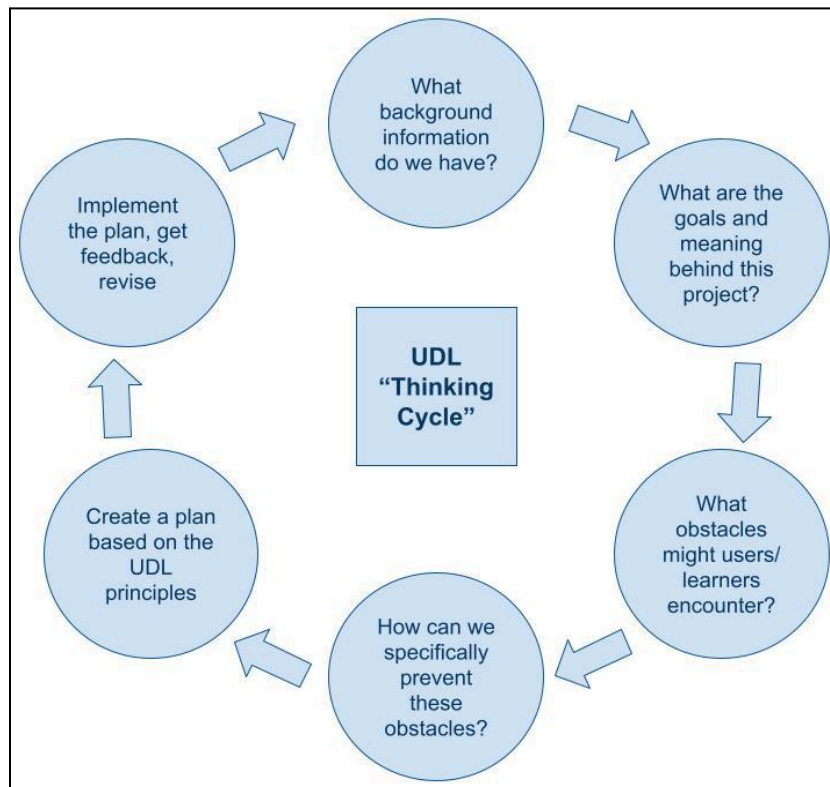 What
background
information
do we have?
What are the
goals and
meaning
behind this
project?
What
obstacles
might users/
learners
encounter?
How can we
specifically
prevent
these
obstacles?
Create a plan
based on the
UDL
principles
Implement
the plan, get
feedback,
revise
UDL
“Thinking
Cycle”